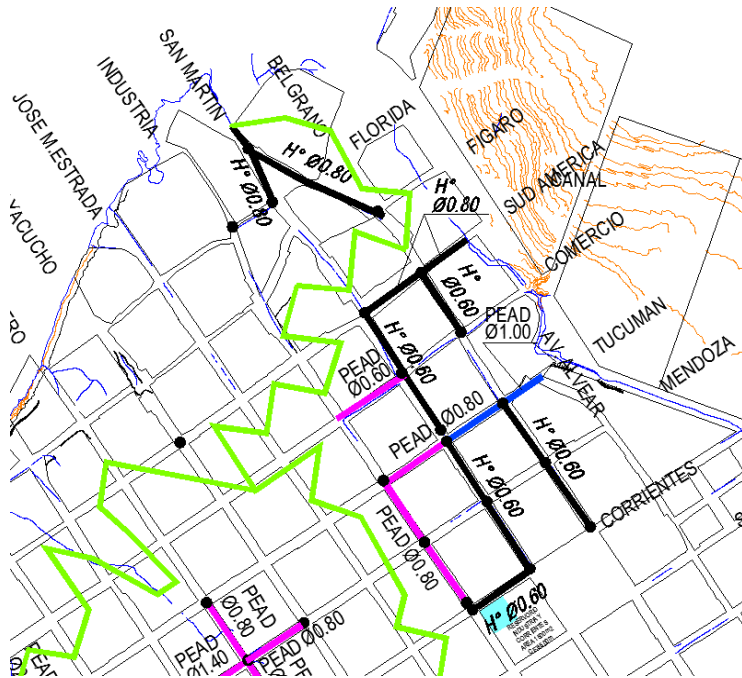 SAN MARTIN
BELGRANO
INDUSTRIA
FLORIDA
JOSE M.ESTRADA
FIGARO
H° Ø0.80
H° Ø0.80
H°
Ø0.80
SUD AMERICA
CANAL
YACUCHO
COMERCIO
H°
Ø0.60
PEAD
Ø1.00
TUCUMAN
MENDOZA
AV. ALVEAR
H° Ø0.60
PEAD
Ø0.60
PEAD Ø0.80
H° Ø0.60
H° Ø0.60
CORRIENTES
PEAD Ø0.80
H° Ø0.60
PEAD
Ø0.80
PEAD Ø0.80
PEAD
Ø1.40
PEAD